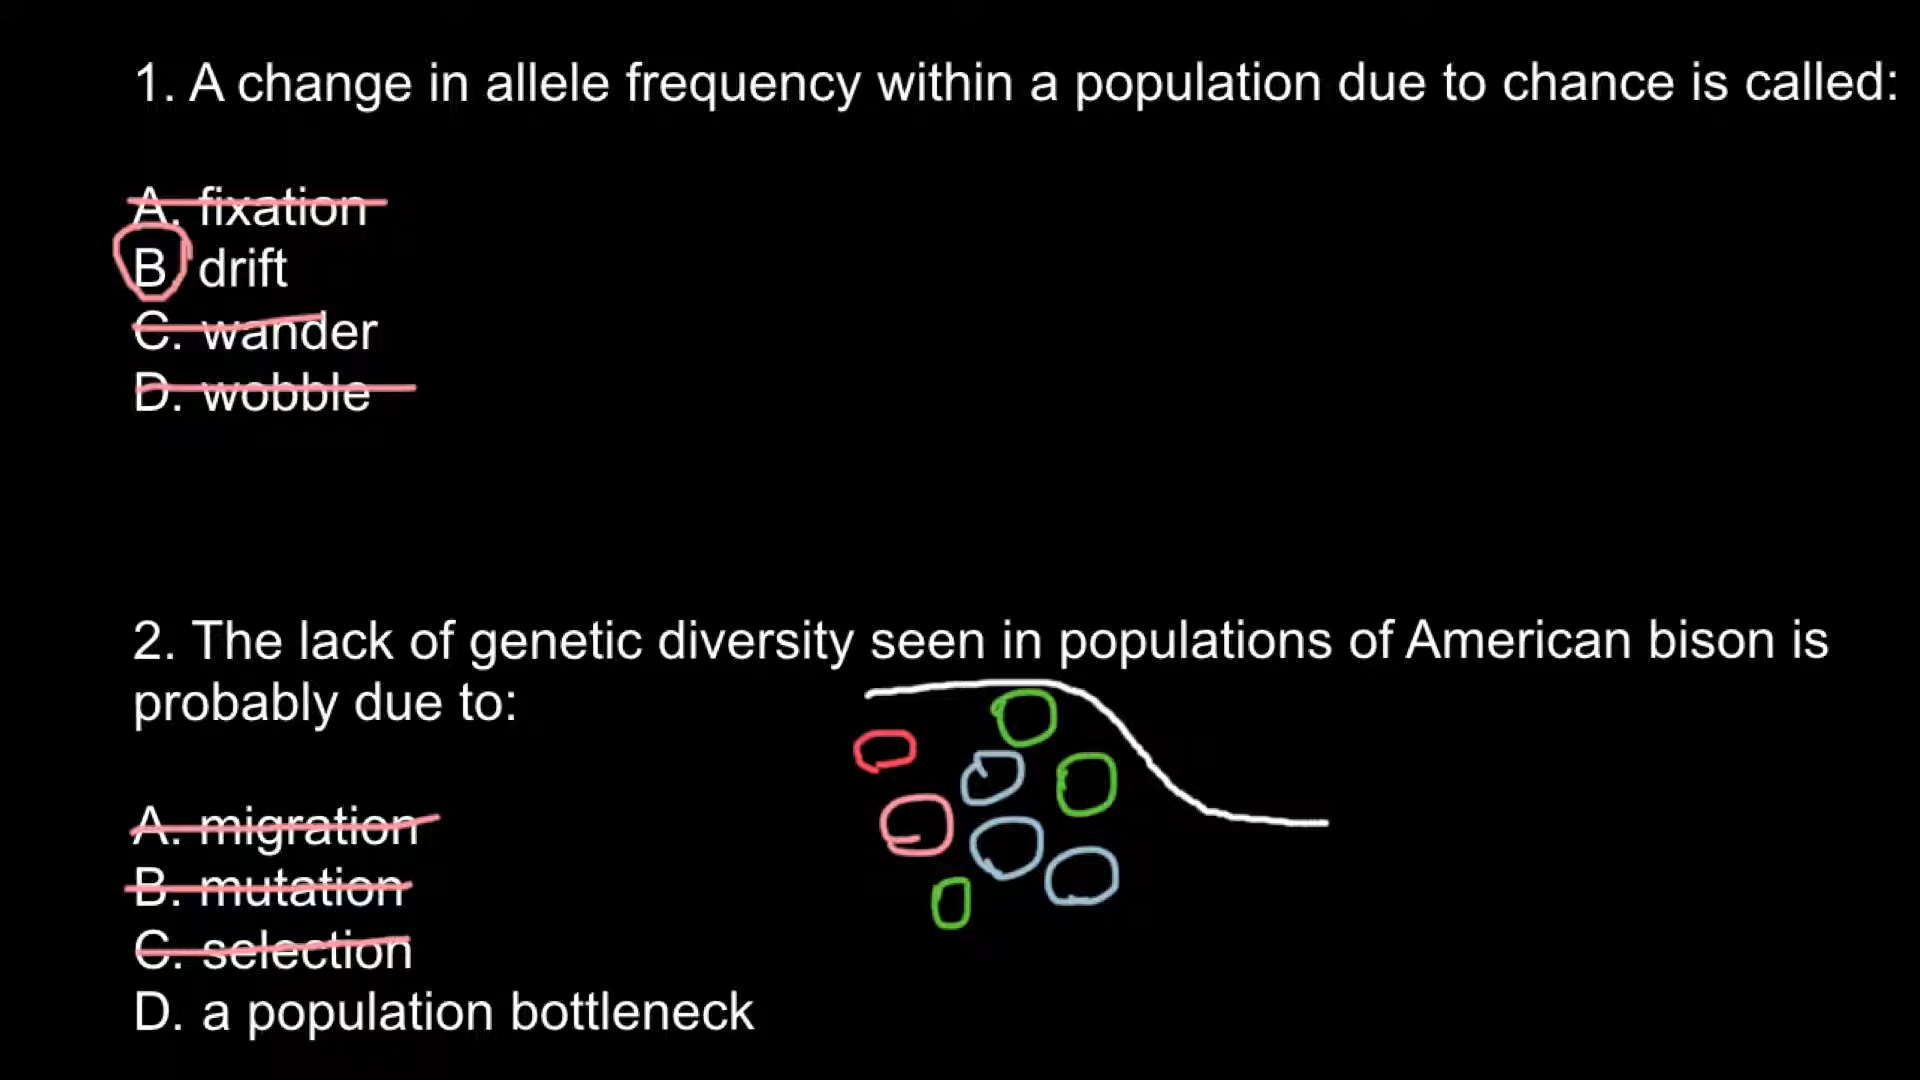 1. A change in allele frequency within a population due to chance is called:
A. fixation
B. drift
C. wander
D. wobble
2. The lack of genetic diversity seen in populations of American bison is
probably due to:
A. migration
B. mutation
C. selection
D. a population bottleneck